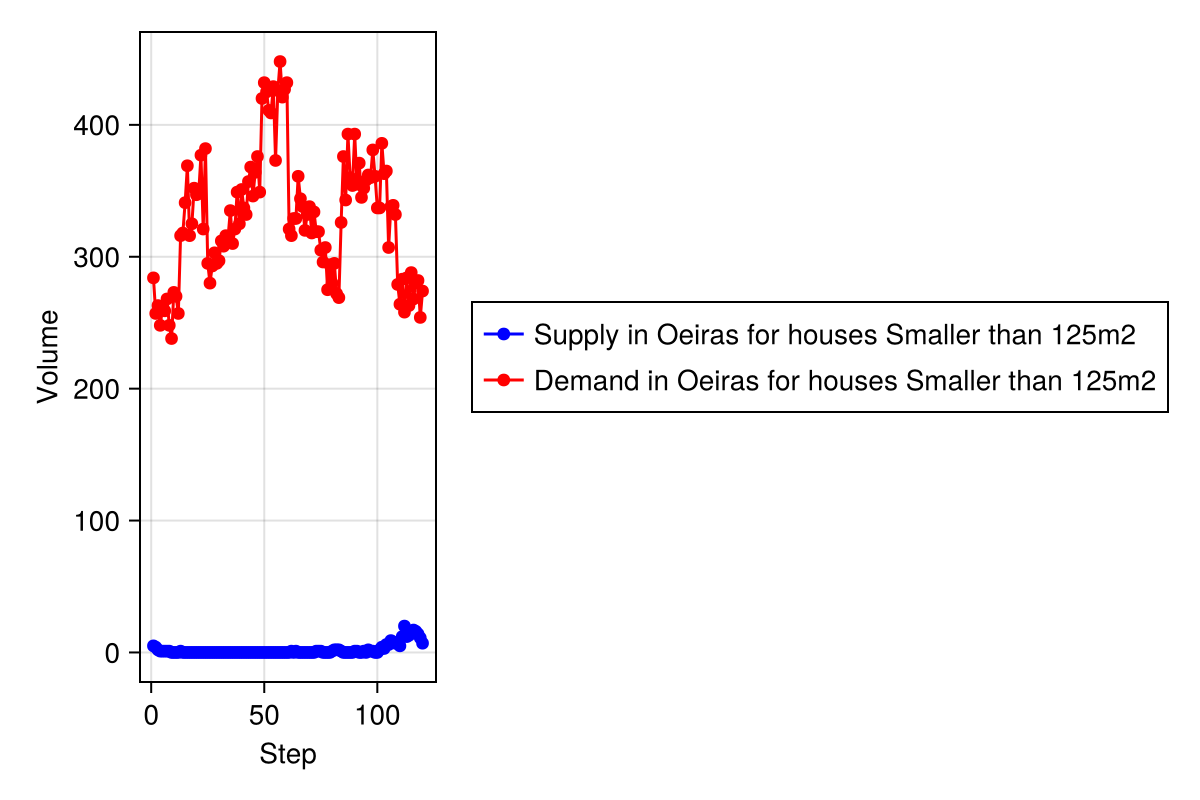 400
300
200
100
0
Volume
0 50 100
Step
Supply in Oeiras for houses Smaller than 125m2
Demand in Oeiras for houses Smaller than 125m2